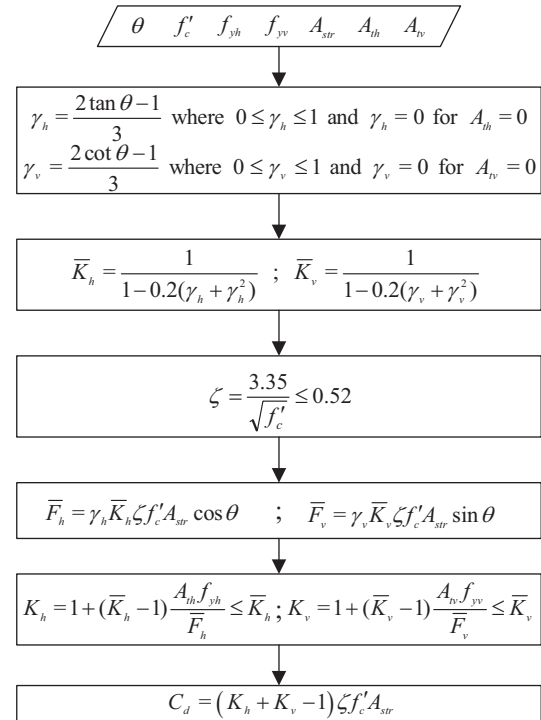 θ f′c fyh fyv Astr Ath Atv
γh = (2 tan θ − 1)/3 where 0 ≤ γh ≤ 1 and γh = 0 for Ath = 0
γv = (2 cot θ − 1)/3 where 0 ≤ γv ≤ 1 and γv = 0 for Atv = 0
K̅h = 1/(1 − 0.2(γh + γh²)) ; K̅v = 1/(1 − 0.2(γv + γv²))
ζ = 3.35/√f′c ≤ 0.52
F̅h = γh K̅h ζ f′c Astr cos θ ; F̅v = γv K̅v ζ f′c Astr sin θ
Kh = 1 + (K̅h − 1) Ath fyh/F̅h ≤ K̅h ; Kv = 1 + (K̅v − 1) Atv fyv/F̅v ≤ K̅v
Cd = (Kh + Kv − 1) ζ f′c Astr